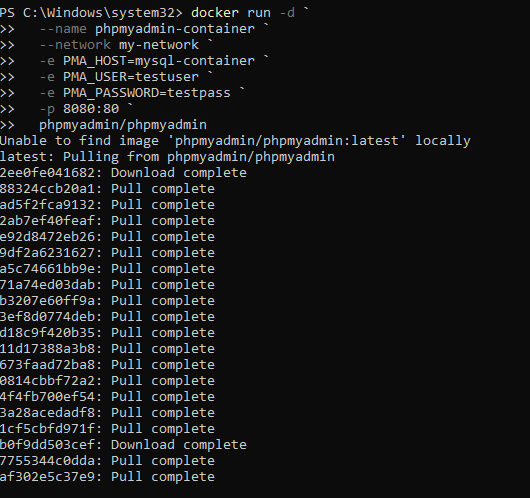 PS C:\Windows\system32> docker run -d `
>>   --name phpmyadmin-container `
>>   --network my-network `
>>   -e PMA_HOST=mysql-container `
>>   -e PMA_USER=testuser `
>>   -e PMA_PASSWORD=testpass `
>>   -p 8080:80 `
>>   phpmyadmin/phpmyadmin
Unable to find image 'phpmyadmin/phpmyadmin:latest' locally
latest: Pulling from phpmyadmin/phpmyadmin
2ee0fe041682: Download complete
88324ccb20a1: Pull complete
ad5f2fca9132: Pull complete
2ab7ef40feaf: Pull complete
e92d8472eb26: Pull complete
9df2a6231627: Pull complete
a5c74661bb9e: Pull complete
71a74ed03dab: Pull complete
b3207e60ff9a: Pull complete
3ef8d0774deb: Pull complete
d18c9f420b35: Pull complete
11d17388a3b8: Pull complete
673faad72ba8: Pull complete
0814cbbf72a2: Pull complete
4f4fb700ef54: Pull complete
3a28acedadf8: Pull complete
1cf5cbfd971f: Pull complete
b0f9dd503cef: Download complete
7755344c0dda: Pull complete
af302e5c37e9: Pull complete